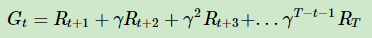 G_t = R_{t+1} + γR_{t+2} + γ^2 R_{t+3} + … γ^{T−t−1} R_T